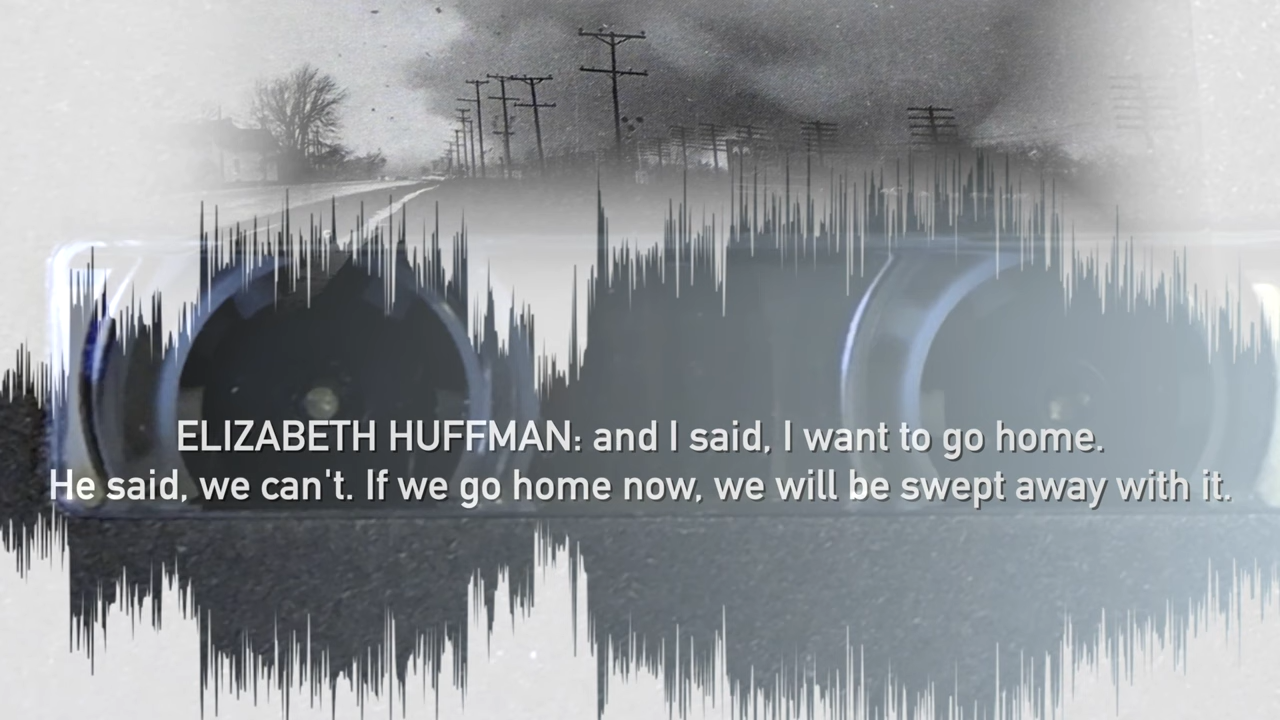 ELIZABETH HUFFMAN: and I said, I want to go home.
He said, we can't. If we go home now, we will be swept away with it.